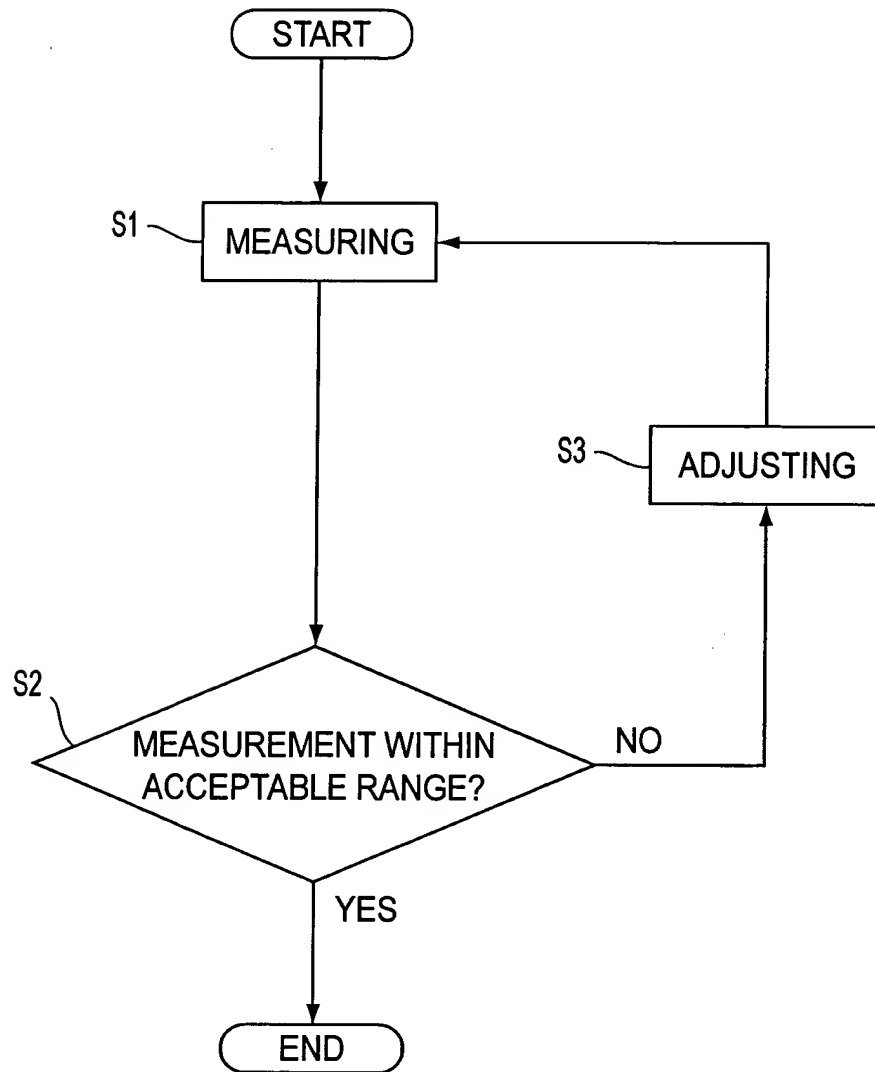 START
S1
MEASURING
S3
ADJUSTING
S2
MEASUREMENT WITHIN
ACCEPTABLE RANGE?
NO
YES
END